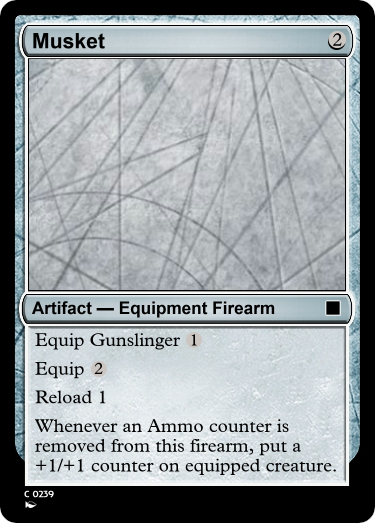 Musket 2
Artifact — Equipment Firearm
Equip Gunslinger 1
Equip 2
Reload 1
Whenever an Ammo counter is
removed from this firearm, put a
+1/+1 counter on equipped creature.
C 0239